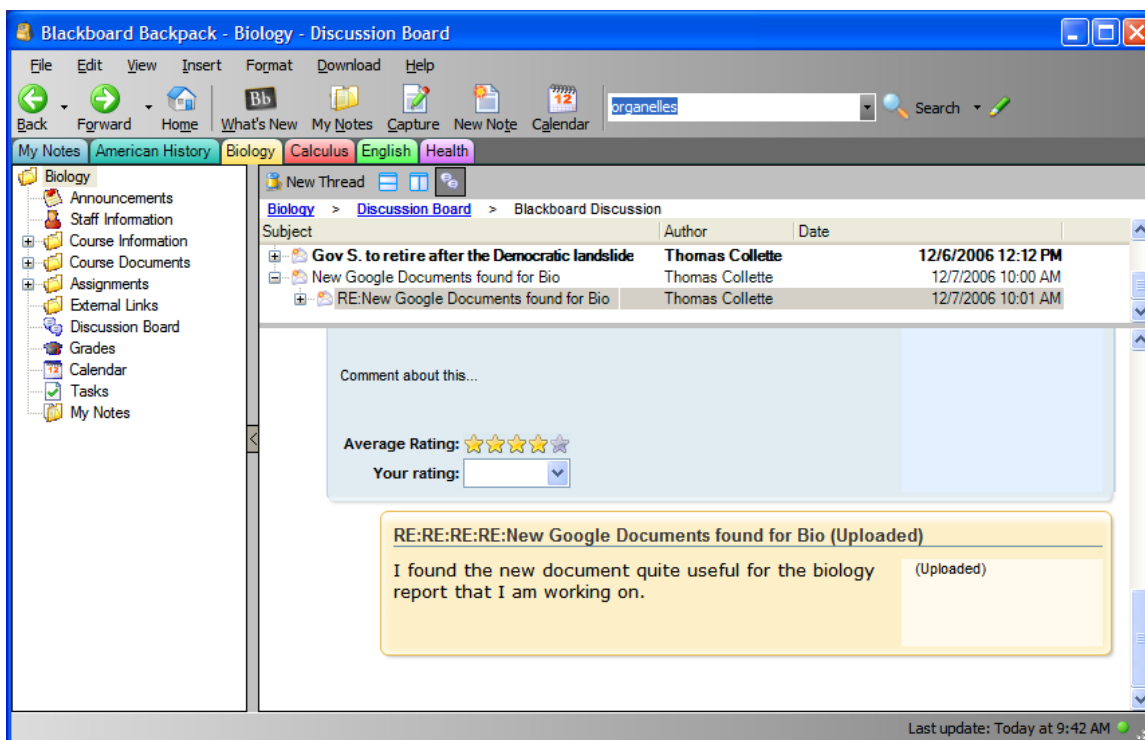 Blackboard Backpack - Biology - Discussion Board
File Edit View Insert Format Download Help
Bb 12
organelles Search
Back Forward Home What's New My Notes Capture New Note Calendar
My Notes American History Biology Calculus English Health
Biology
Announcements
Staff Information
Course Information
Course Documents
Assignments
External Links
Discussion Board
Grades
12 Calendar
Tasks
My Notes
New Thread
Biology > Discussion Board > Blackboard Discussion
Subject Author Date
Gov S. to retire after the Democratic landslide Thomas Collette 12/6/2006 12:12 PM
New Google Documents found for Bio Thomas Collette 12/7/2006 10:00 AM
RE:New Google Documents found for Bio Thomas Collette 12/7/2006 10:01 AM
Comment about this...
Average Rating:
Your rating:
RE:RE:RE:RE:New Google Documents found for Bio (Uploaded)
I found the new document quite useful for the biology
report that I am working on.
(Uploaded)
Last update: Today at 9:42 AM